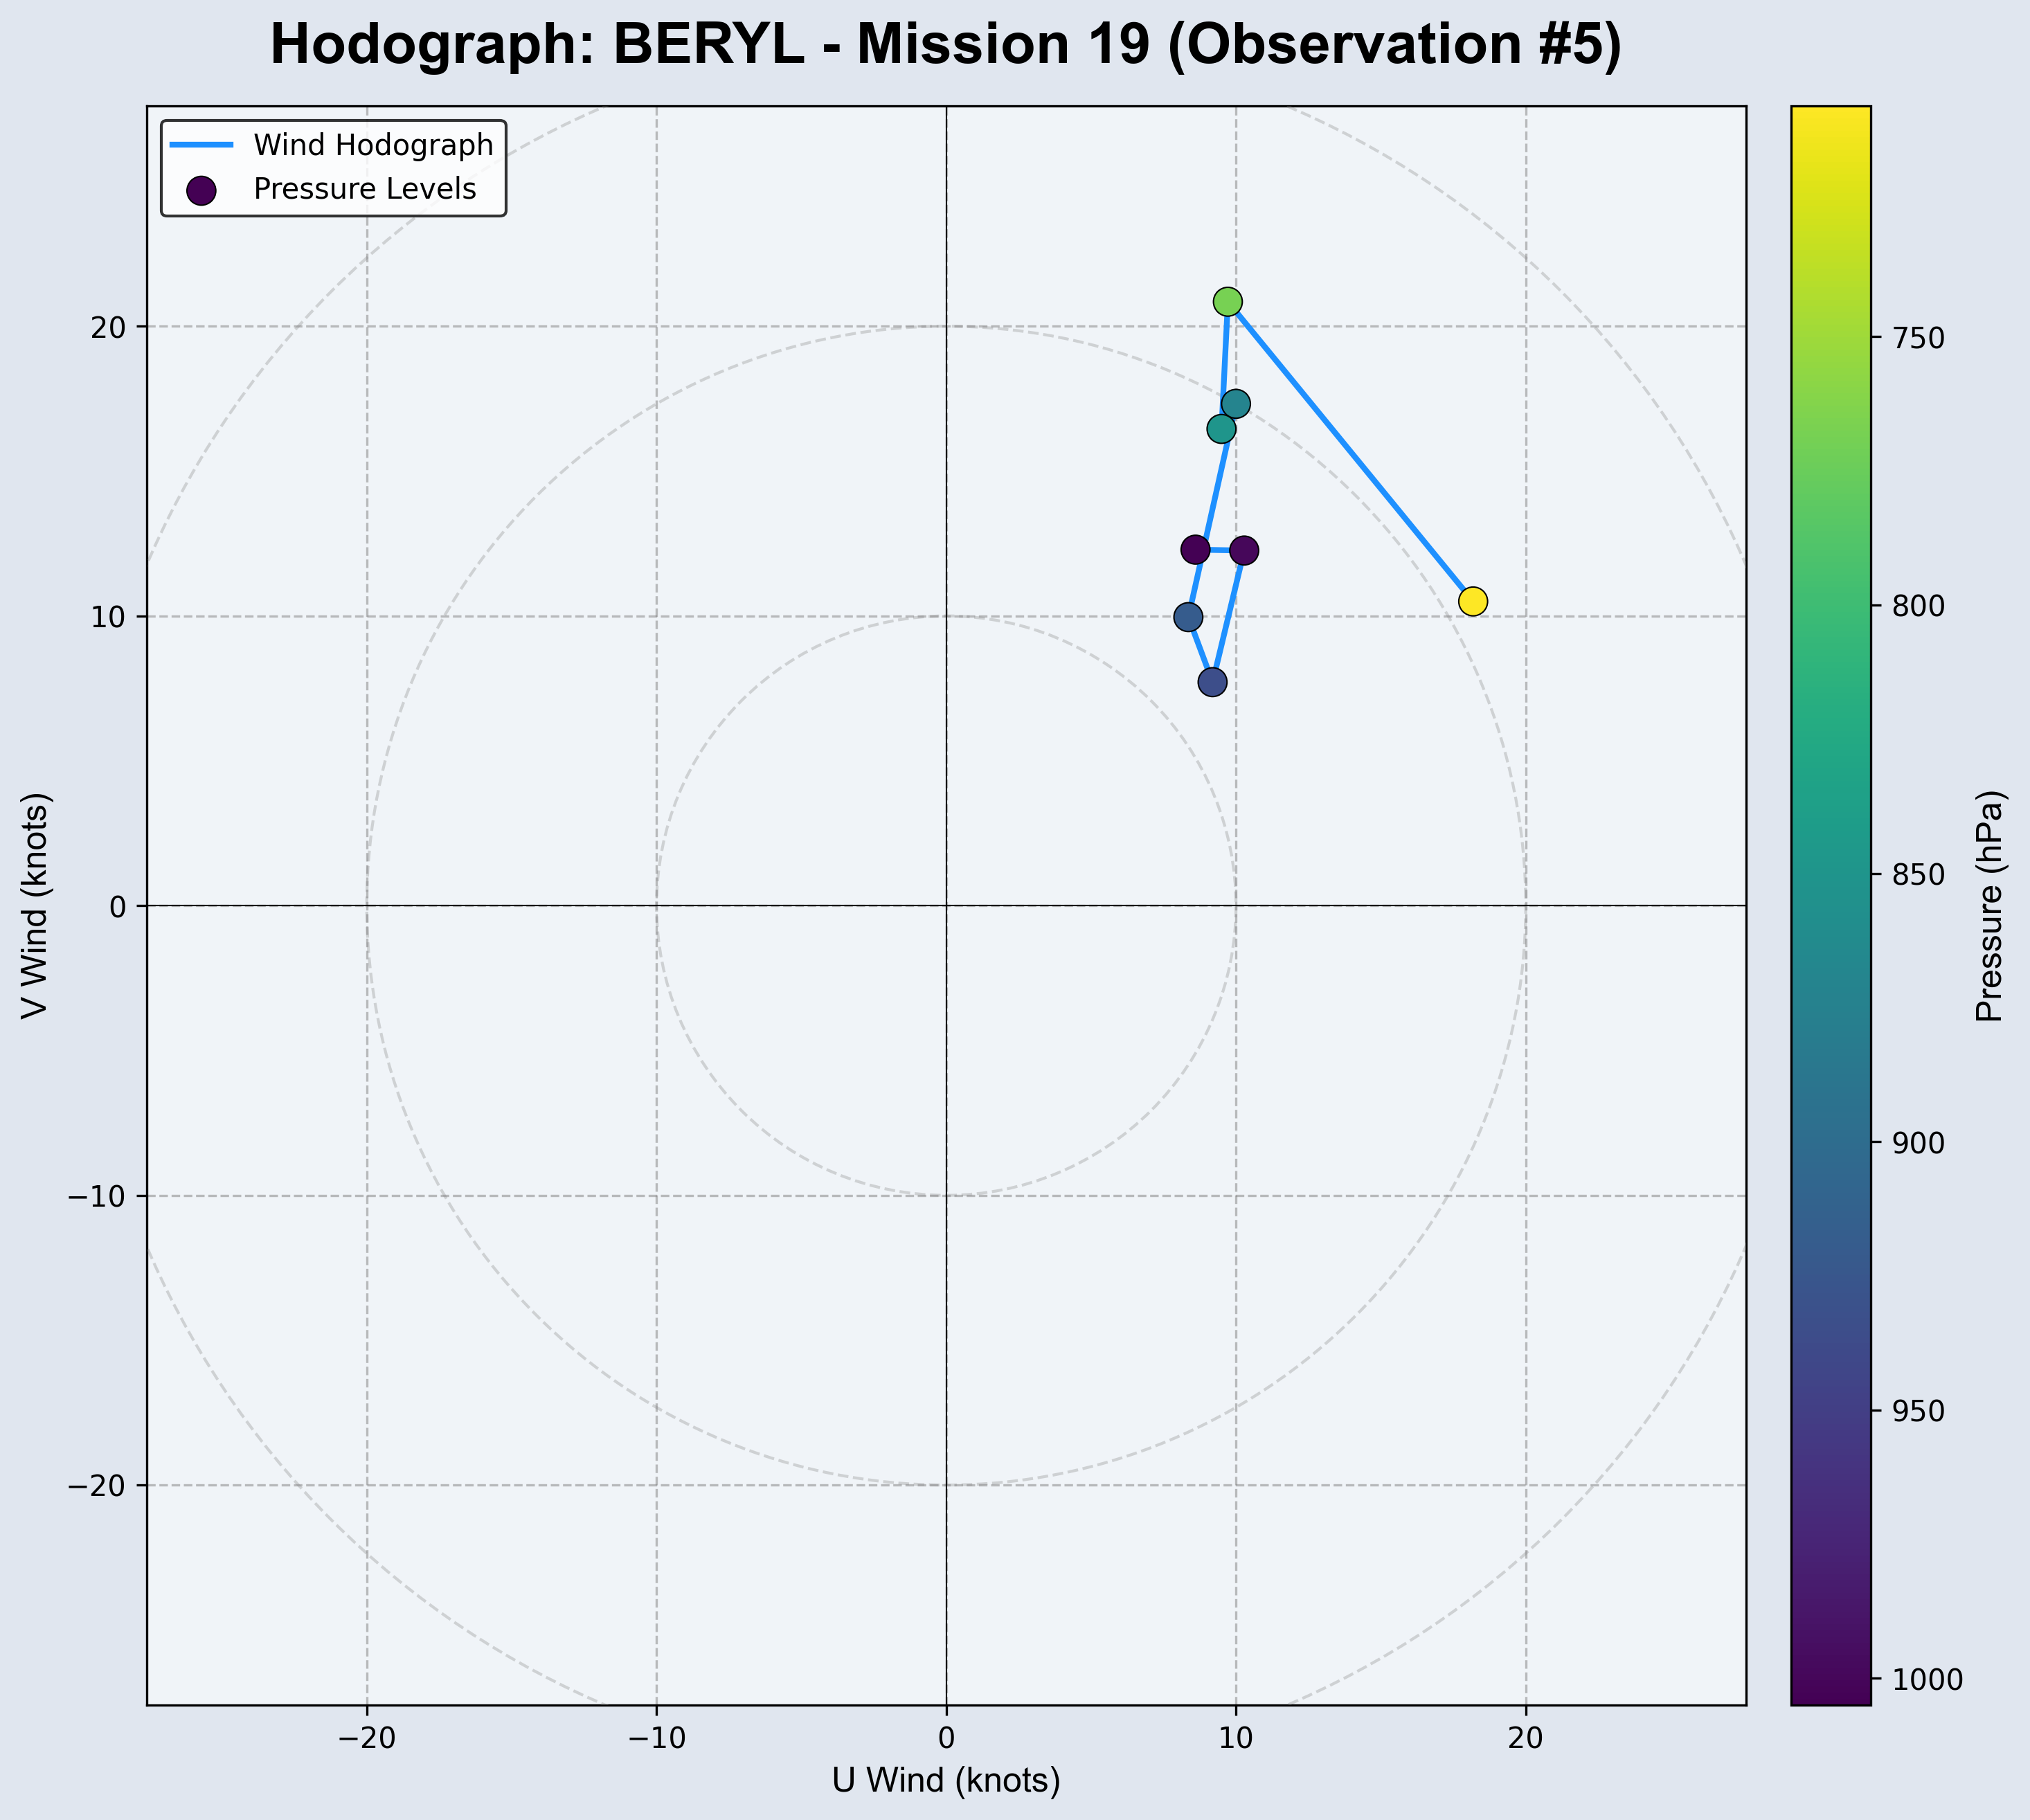 Hodograph: BERYL - Mission 19 (Observation #5)
Wind Hodograph
Pressure Levels
20
10
0
−10
−20
V Wind (knots)
−20
−10
0
10
20
U Wind (knots)
750
800
850
900
950
1000
Pressure (hPa)